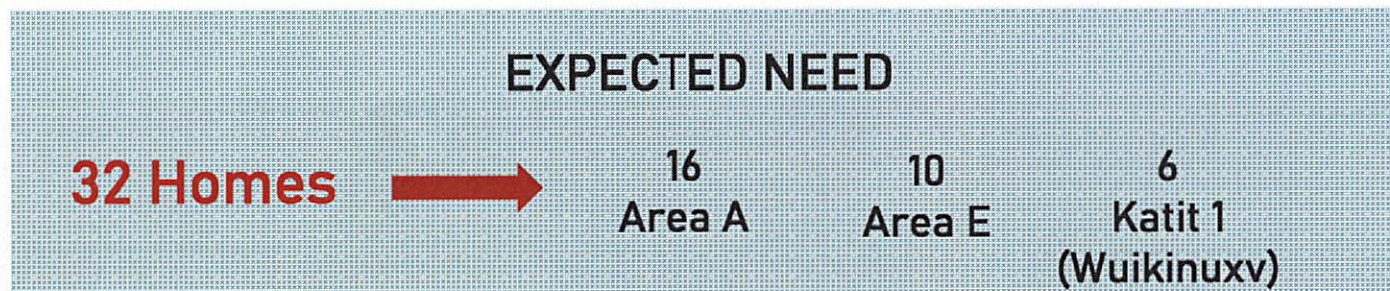 EXPECTED NEED
32 Homes
16
Area A
10
Area E
6
Katit 1
(Wuikinuxv)